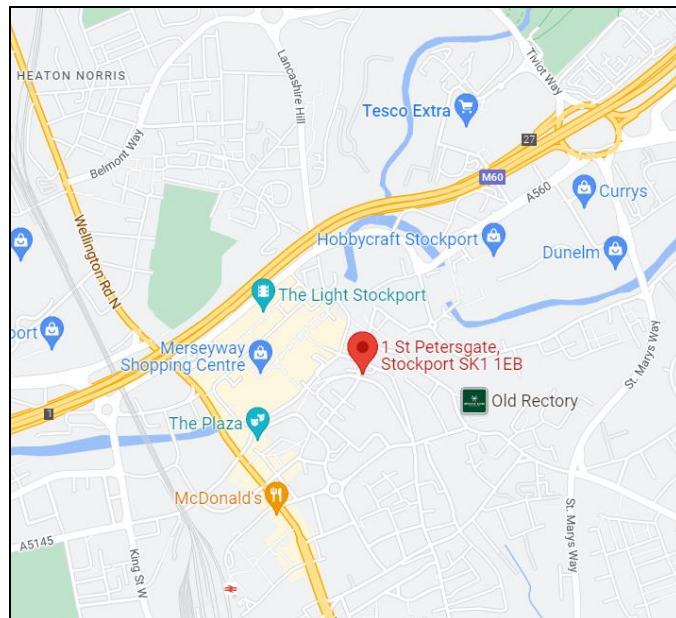 HEATON NORRIS
Lancashire Hill
Tiviot Way
Tesco Extra
27
Belmont Way
M60
A560
Currys
Wellington Rd N
Hobbycraft Stockport
Dunelm
The Light Stockport
port
Merseyway
Shopping Centre
1 St Petersgate,
Stockport SK1 1EB
St. Marys Way
Old Rectory
1
The Plaza
McDonald's
St. Marys Way
A5145
King St W